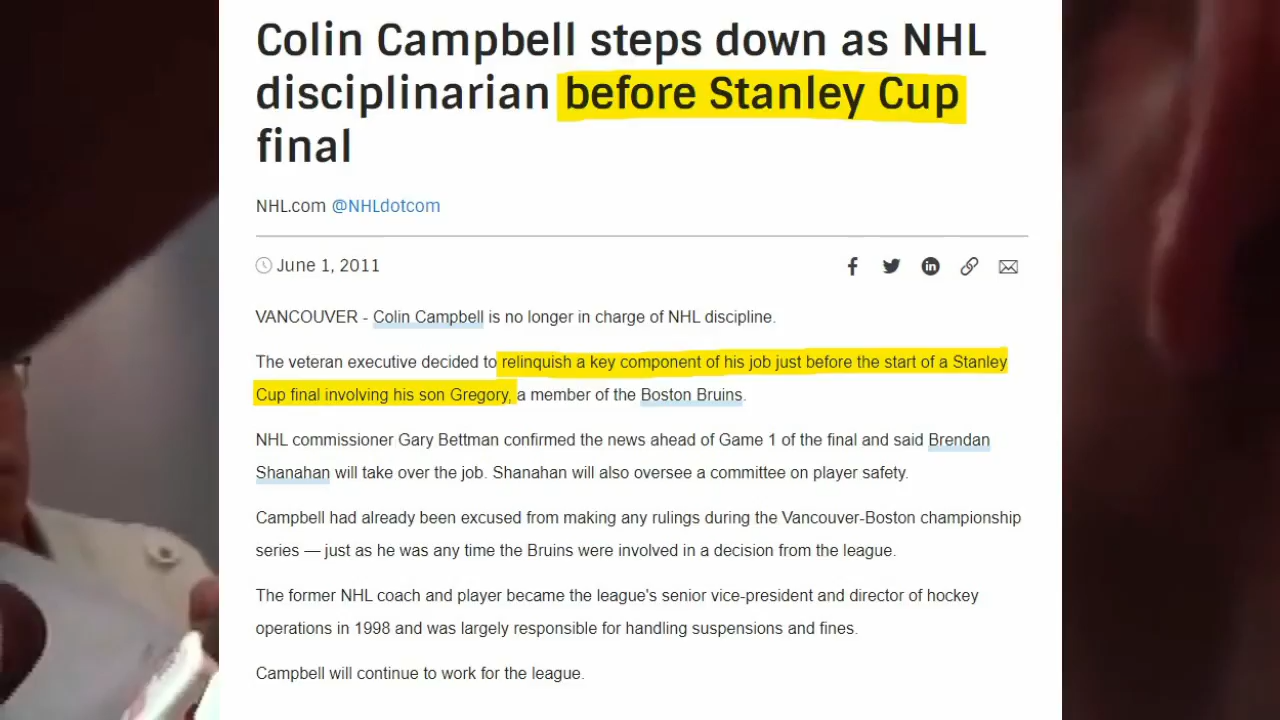 Colin Campbell steps down as NHL
disciplinarian before Stanley Cup
final
NHL.com @NHLdotcom
June 1, 2011
VANCOUVER - Colin Campbell is no longer in charge of NHL discipline.
The veteran executive decided to relinquish a key component of his job just before the start of a Stanley
Cup final involving his son Gregory, a member of the Boston Bruins.
NHL commissioner Gary Bettman confirmed the news ahead of Game 1 of the final and said Brendan
Shanahan will take over the job. Shanahan will also oversee a committee on player safety.
Campbell had already been excused from making any rulings during the Vancouver-Boston championship
series — just as he was any time the Bruins were involved in a decision from the league.
The former NHL coach and player became the league's senior vice-president and director of hockey
operations in 1998 and was largely responsible for handling suspensions and fines.
Campbell will continue to work for the league.